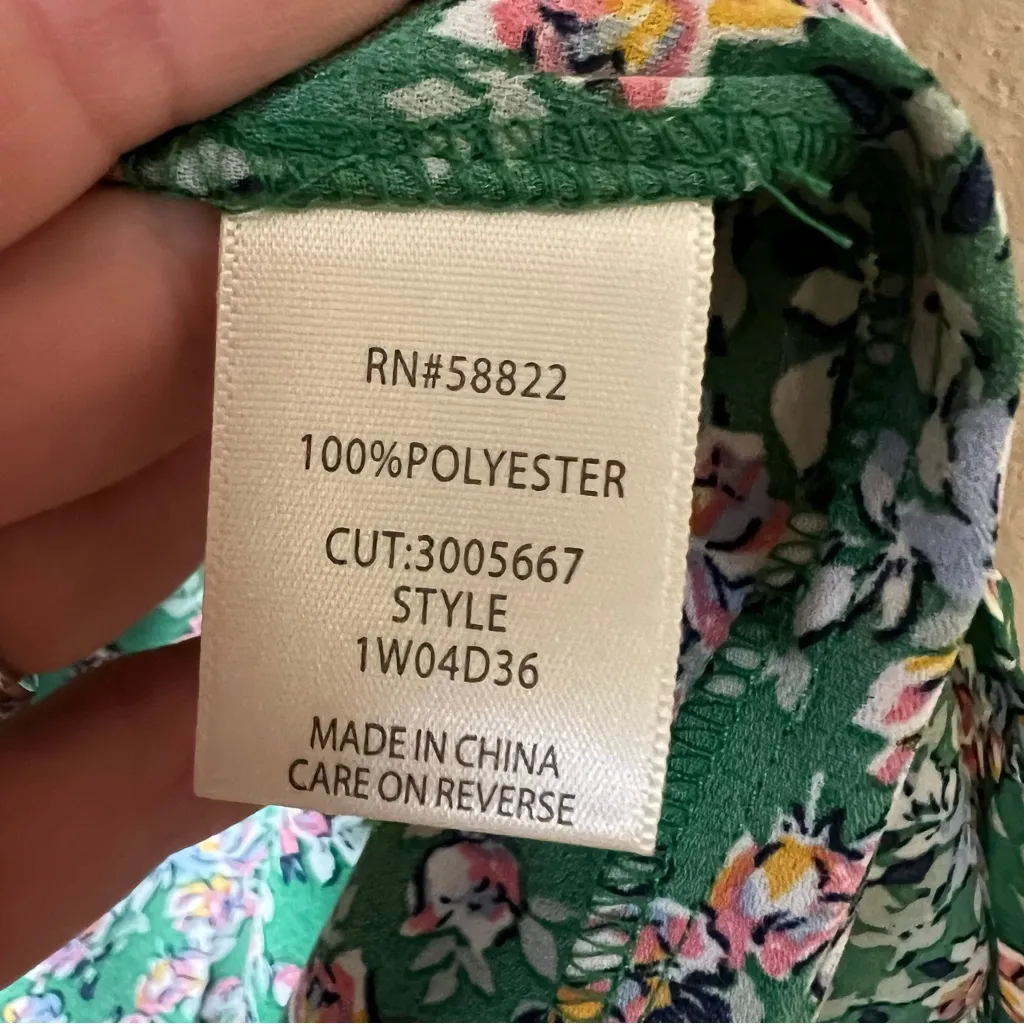 RN#58822
100%POLYESTER
CUT:3005667
STYLE
1W04D36
MADE IN CHINA
CARE ON REVERSE